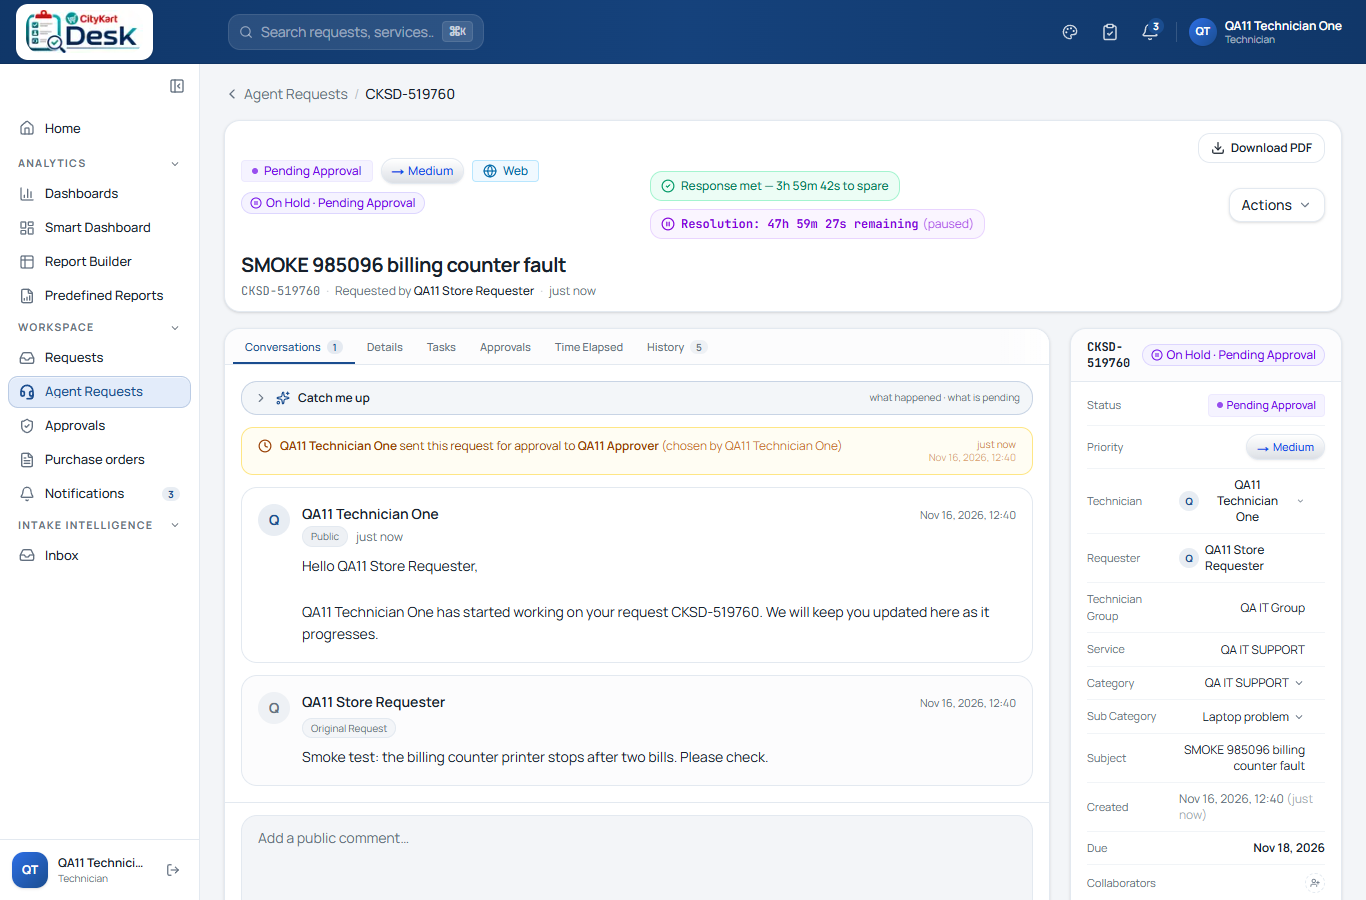 CityKart
Desk
Search requests, services..
⌘K
3
QT
QA11 Technician One
Technician
Home
ANALYTICS
Dashboards
Smart Dashboard
Report Builder
Predefined Reports
WORKSPACE
Requests
Agent Requests
Approvals
Purchase orders
Notifications 3
INTAKE INTELLIGENCE
Inbox
QT
QA11 Technici...
Technician
Agent Requests / CKSD-519760
Download PDF
Pending Approval
→ Medium
Web
On Hold · Pending Approval
Response met — 3h 59m 42s to spare
Resolution: 47h 59m 27s remaining (paused)
Actions
SMOKE 985096 billing counter fault
CKSD-519760 · Requested by QA11 Store Requester · just now
Conversations 1
Details
Tasks
Approvals
Time Elapsed
History 5
Catch me up
what happened · what is pending
QA11 Technician One sent this request for approval to QA11 Approver (chosen by QA11 Technician One)
just now
Nov 16, 2026, 12:40
Q
QA11 Technician One
Nov 16, 2026, 12:40
Public
just now
Hello QA11 Store Requester,
QA11 Technician One has started working on your request CKSD-519760. We will keep you updated here as it
progresses.
Q
QA11 Store Requester
Nov 16, 2026, 12:40
Original Request
Smoke test: the billing counter printer stops after two bills. Please check.
Add a public comment...
CKSD-
519760
On Hold · Pending Approval
Status
Pending Approval
Priority
→ Medium
Technician
Q
QA11
Technician
One
Requester
Q
QA11 Store
Requester
Technician
Group
QA IT Group
Service
QA IT SUPPORT
Category
QA IT SUPPORT
Sub Category
Laptop problem
Subject
SMOKE 985096 billing
counter fault
Created
Nov 16, 2026, 12:40 (just
now)
Due
Nov 18, 2026
Collaborators